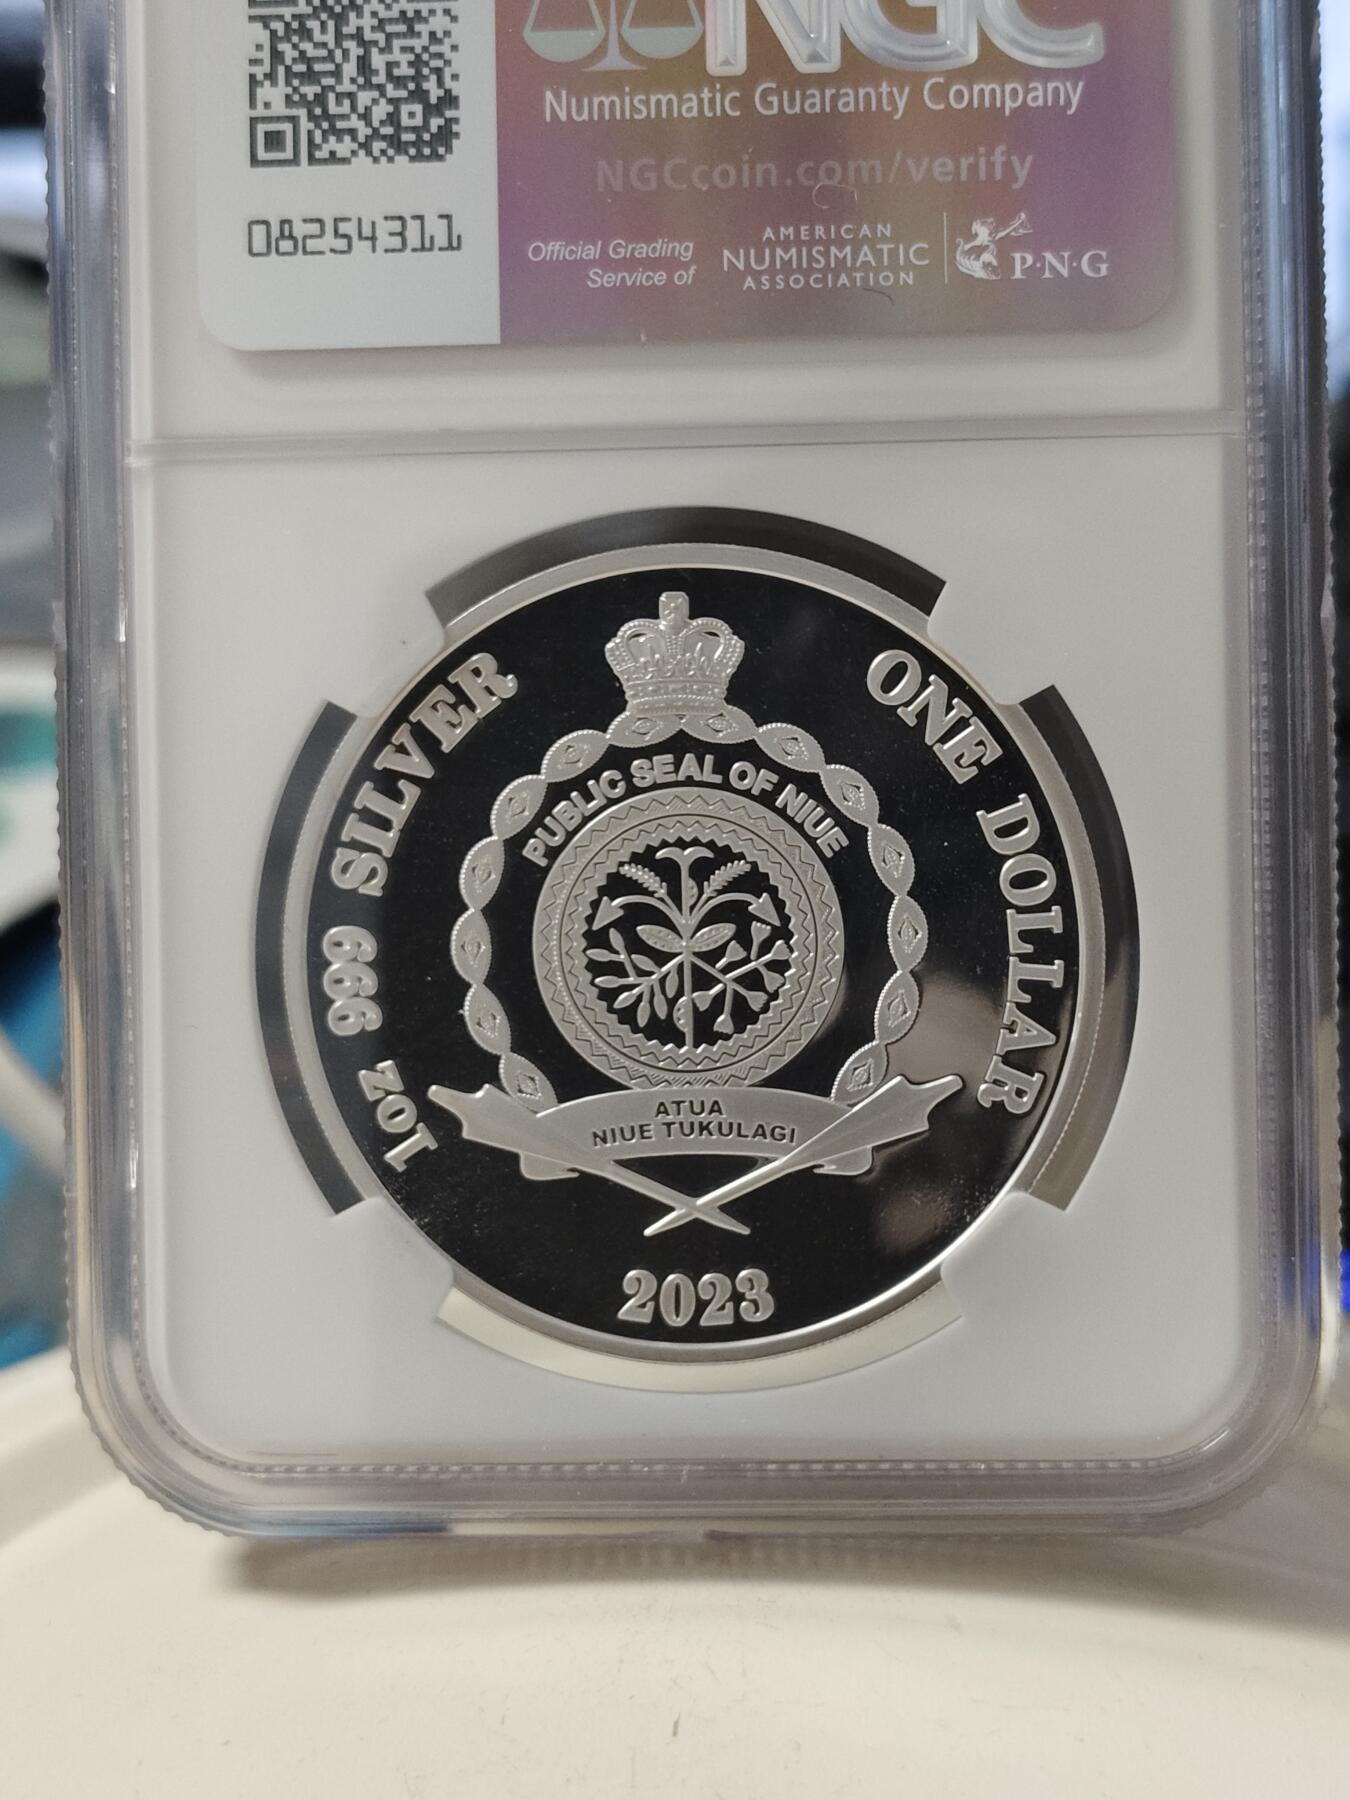 NGC
Numismatic Guaranty Company
NGCcoin.com/verify
08254311
Official Grading
Service of
AMERICAN
NUMISMATIC
ASSOCIATION
P·N·G
1oz 999 SILVER
ONE DOLLAR
PUBLIC SEAL OF NIUE
ATUA
NIUE TUKULAGI
2023